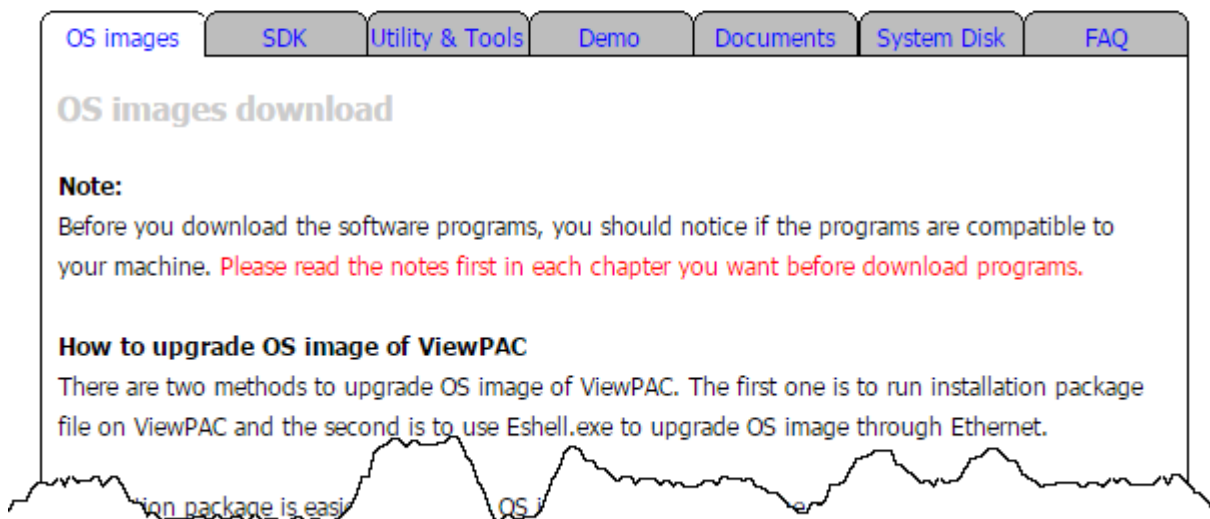 OS images SDK Utility & Tools Demo Documents System Disk FAQ
OS images download
Note:
Before you download the software programs, you should notice if the programs are compatible to
your machine. Please read the notes first in each chapter you want before download programs.
How to upgrade OS image of ViewPAC
There are two methods to upgrade OS image of ViewPAC. The first one is to run installation package
file on ViewPAC and the second is to use Eshell.exe to upgrade OS image through Ethernet.
package is OS